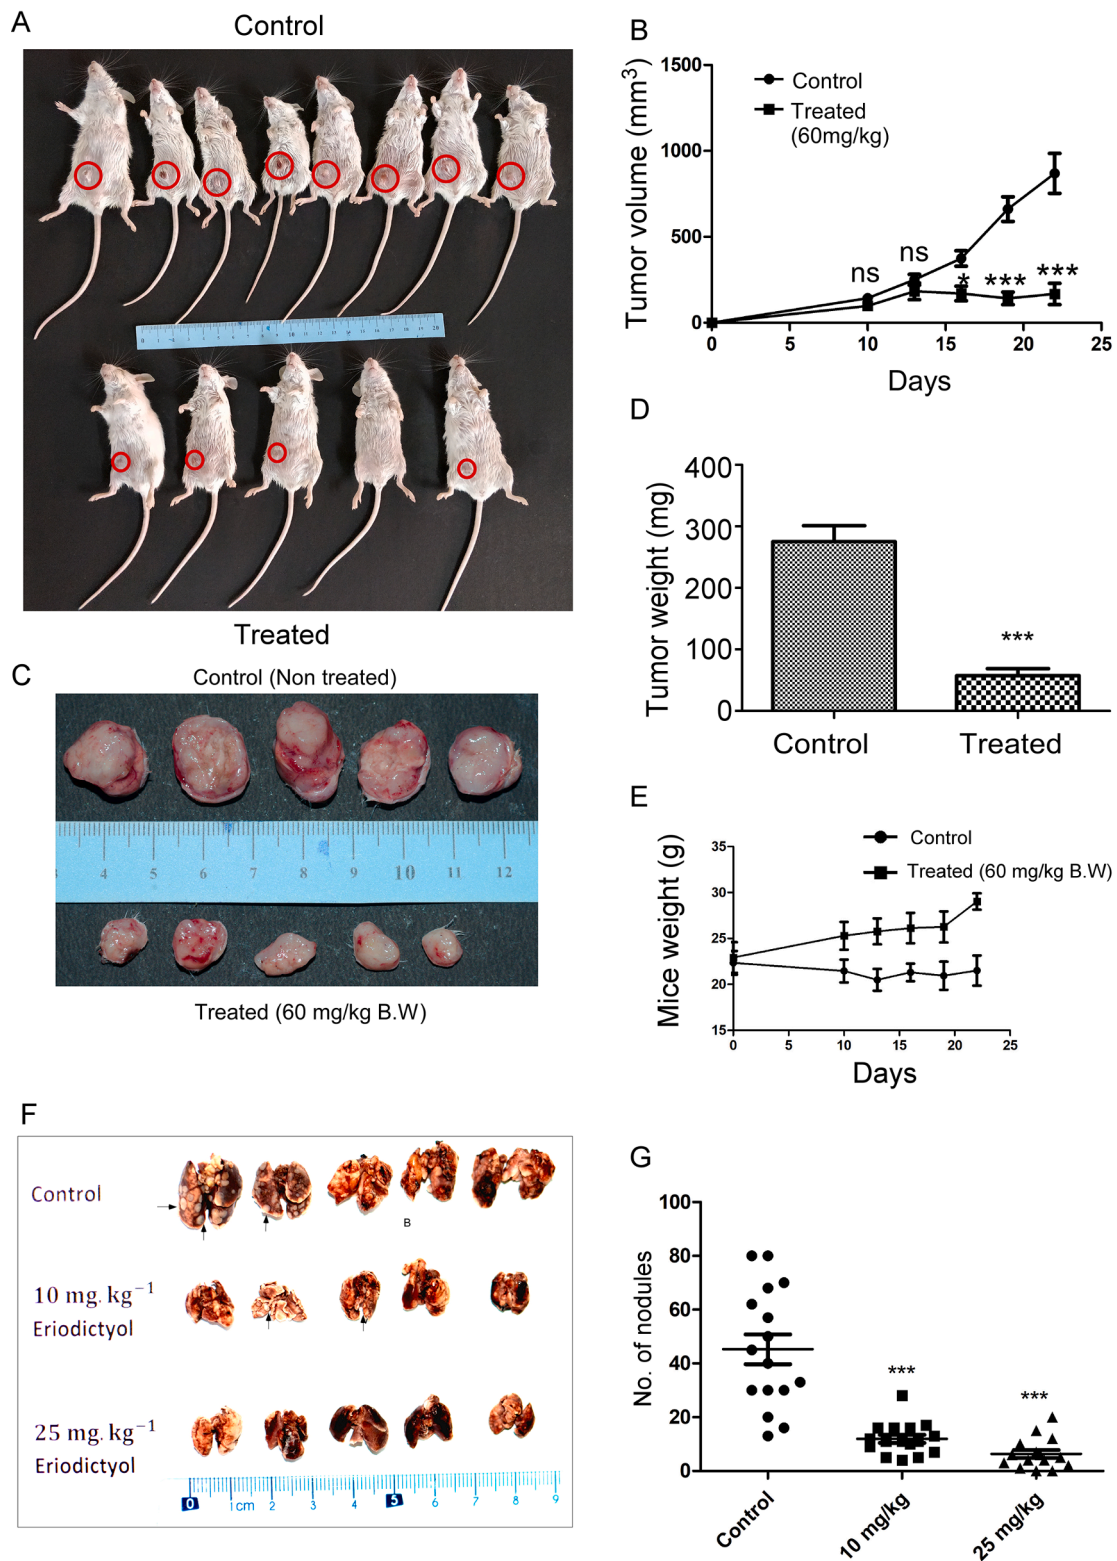 A
Control
Treated
B
Tumor volume (mm³)
1500
1000
500
0
Control
Treated
(60mg/kg)
ns
ns
*
***
***
0
5
10
15
20
25
Days
C
Control (Non treated)
4
5
6
7
8
9
10
11
12
Treated (60 mg/kg B.W)
D
Tumor weight (mg)
400
300
200
100
0
***
Control
Treated
E
Mice weight (g)
35
30
25
20
15
Control
Treated (60 mg/kg B.W)
0
5
10
15
20
25
Days
F
Control
B
10 mg. kg⁻¹
Eriodictyol
25 mg. kg⁻¹
Eriodictyol
0 1cm 2 3 4 5 6 7 8 9
G
No. of nodules
100
80
60
40
20
0
***
***
Control
10 mg/kg
25 mg/kg